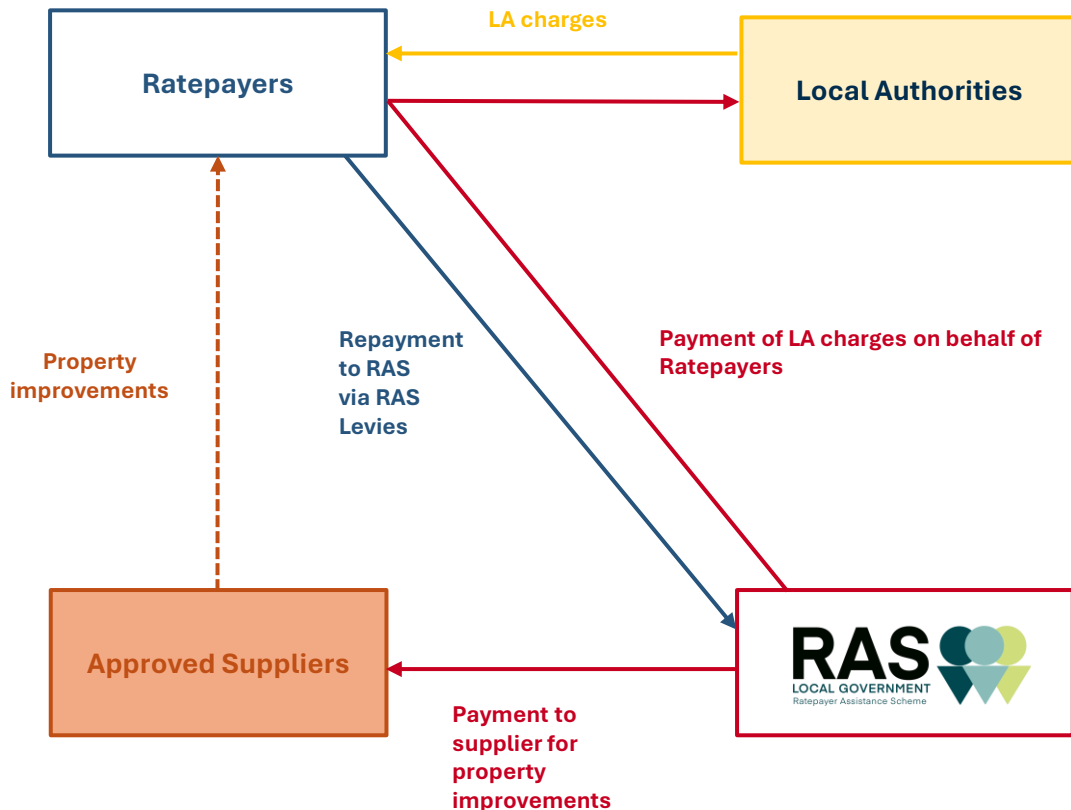 LA charges
Ratepayers
Local Authorities
Property
improvements
Repayment
to RAS
via RAS
Levies
Payment of LA charges on behalf of
Ratepayers
Approved Suppliers
RAS
LOCAL GOVERNMENT
Ratepayer Assistance Scheme
Payment to
supplier for
property
improvements